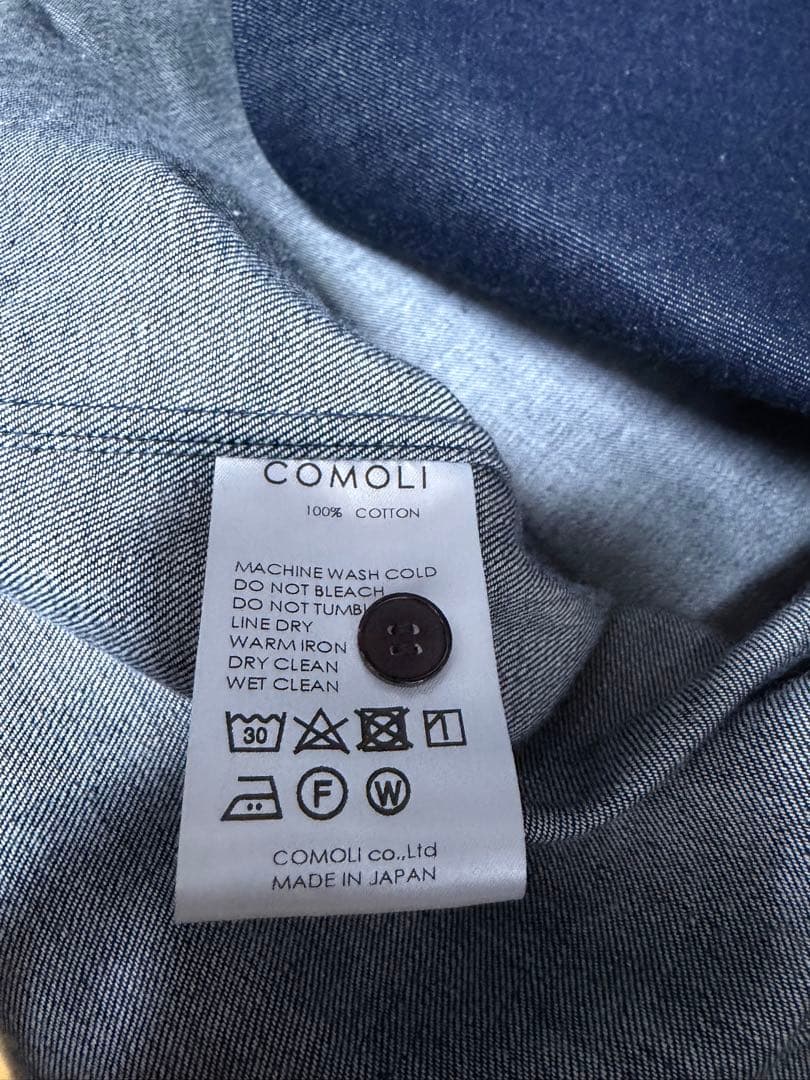 COMOLI
100% COTTON
MACHINE WASH COLD
DO NOT BLEACH
DO NOT
LINE DRY
WARM IRON
DRY CLEAN
WET CLEAN
30
F W
COMOLI co.,Ltd
MADE IN JAPAN